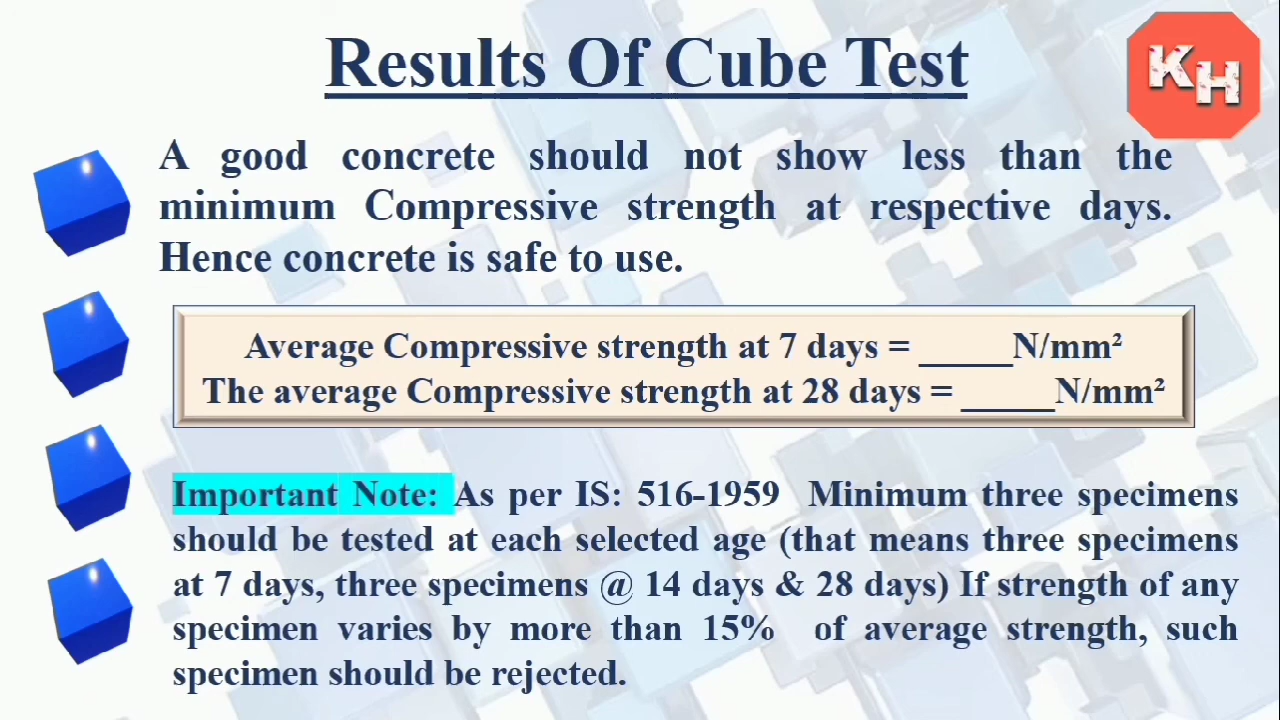 Results Of Cube Test
KH
A good concrete should not show less than the
minimum Compressive strength at respective days.
Hence concrete is safe to use.
Average Compressive strength at 7 days = _____N/mm²
The average Compressive strength at 28 days = _____N/mm²
Important Note: As per IS: 516-1959 Minimum three specimens
should be tested at each selected age (that means three specimens
at 7 days, three specimens @ 14 days & 28 days) If strength of any
specimen varies by more than 15% of average strength, such
specimen should be rejected.